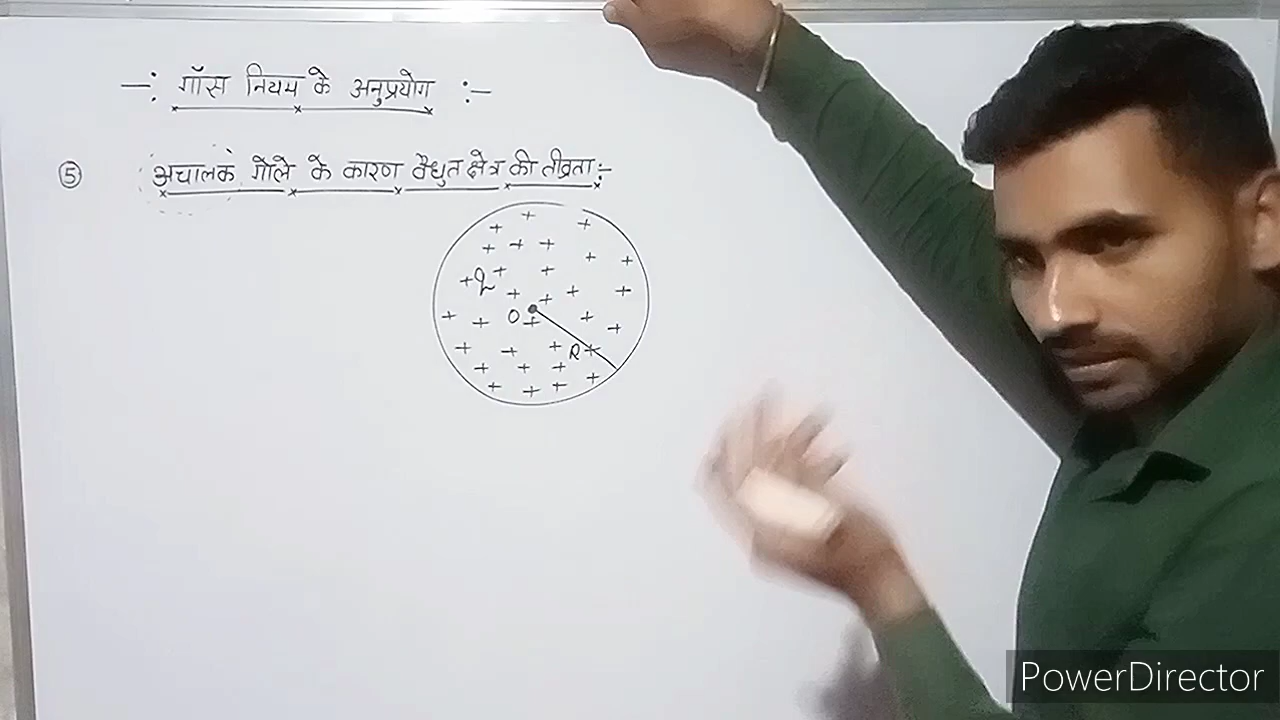 -: गॉस नियम के अनुप्रयोग :-
⑤ अचालक गोले के कारण वैधुत क्षेत्र की तीव्रता :-
q
O
R
PowerDirector